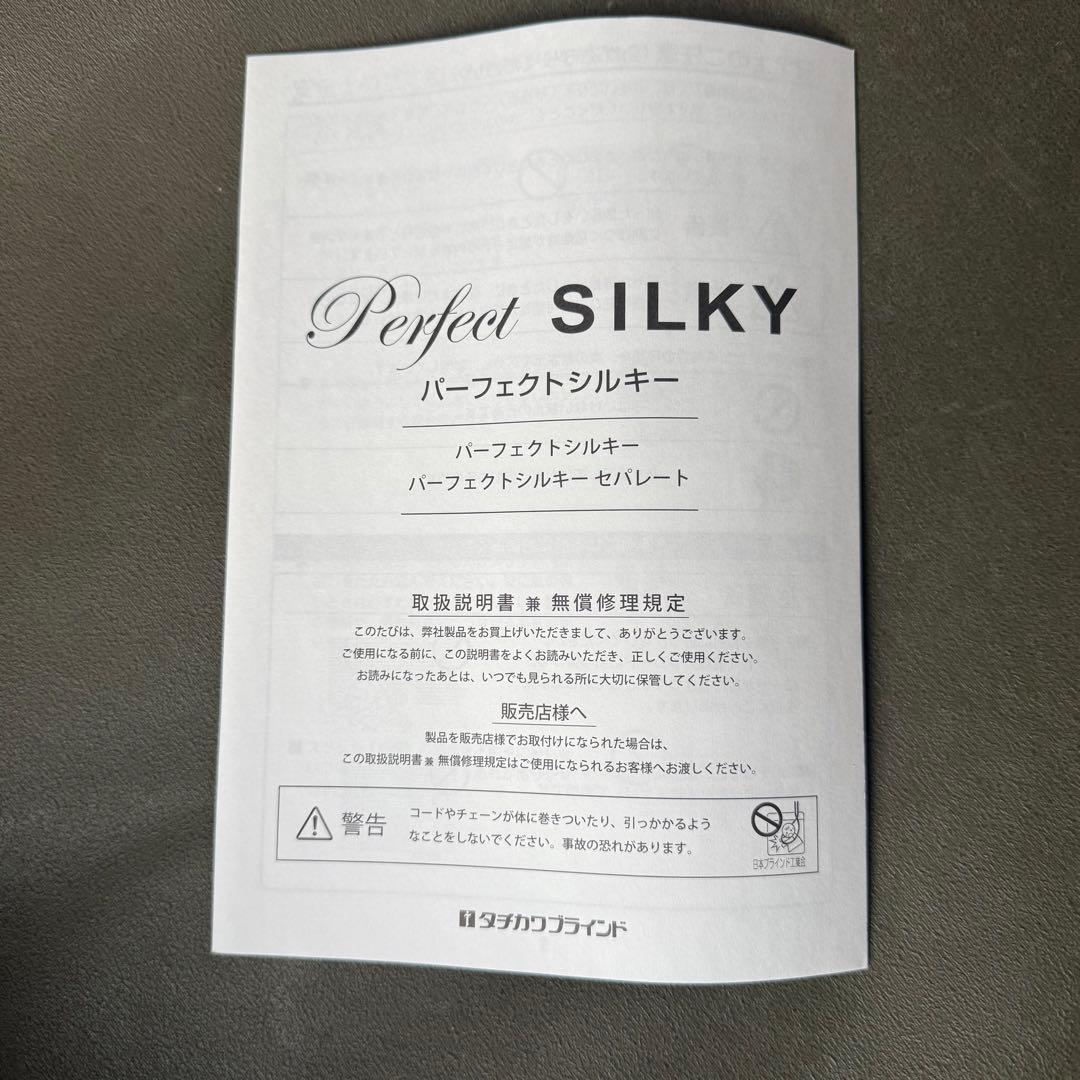 Perfect SILKY
パーフェクトシルキー
パーフェクトシルキー
パーフェクトシルキー セパレート
取扱説明書 兼 無償修理規定
このたびは、弊社製品をお買上げいただきまして、ありがとうございます。
ご使用になる前に、この説明書をよくお読みいただき、正しくご使用ください。
お読みになったあとは、いつでも見られる所に大切に保管してください。
販売店様へ
製品を販売店様でお取付けになられた場合は、
この取扱説明書 兼 無償修理規定はご使用になられるお客様へお渡しください。
警告
コードやチェーンが体に巻きついたり、引っかかるよう
なことをしないでください。事故の恐れがあります。
日本ブラインド工業会
タチカワブラインド